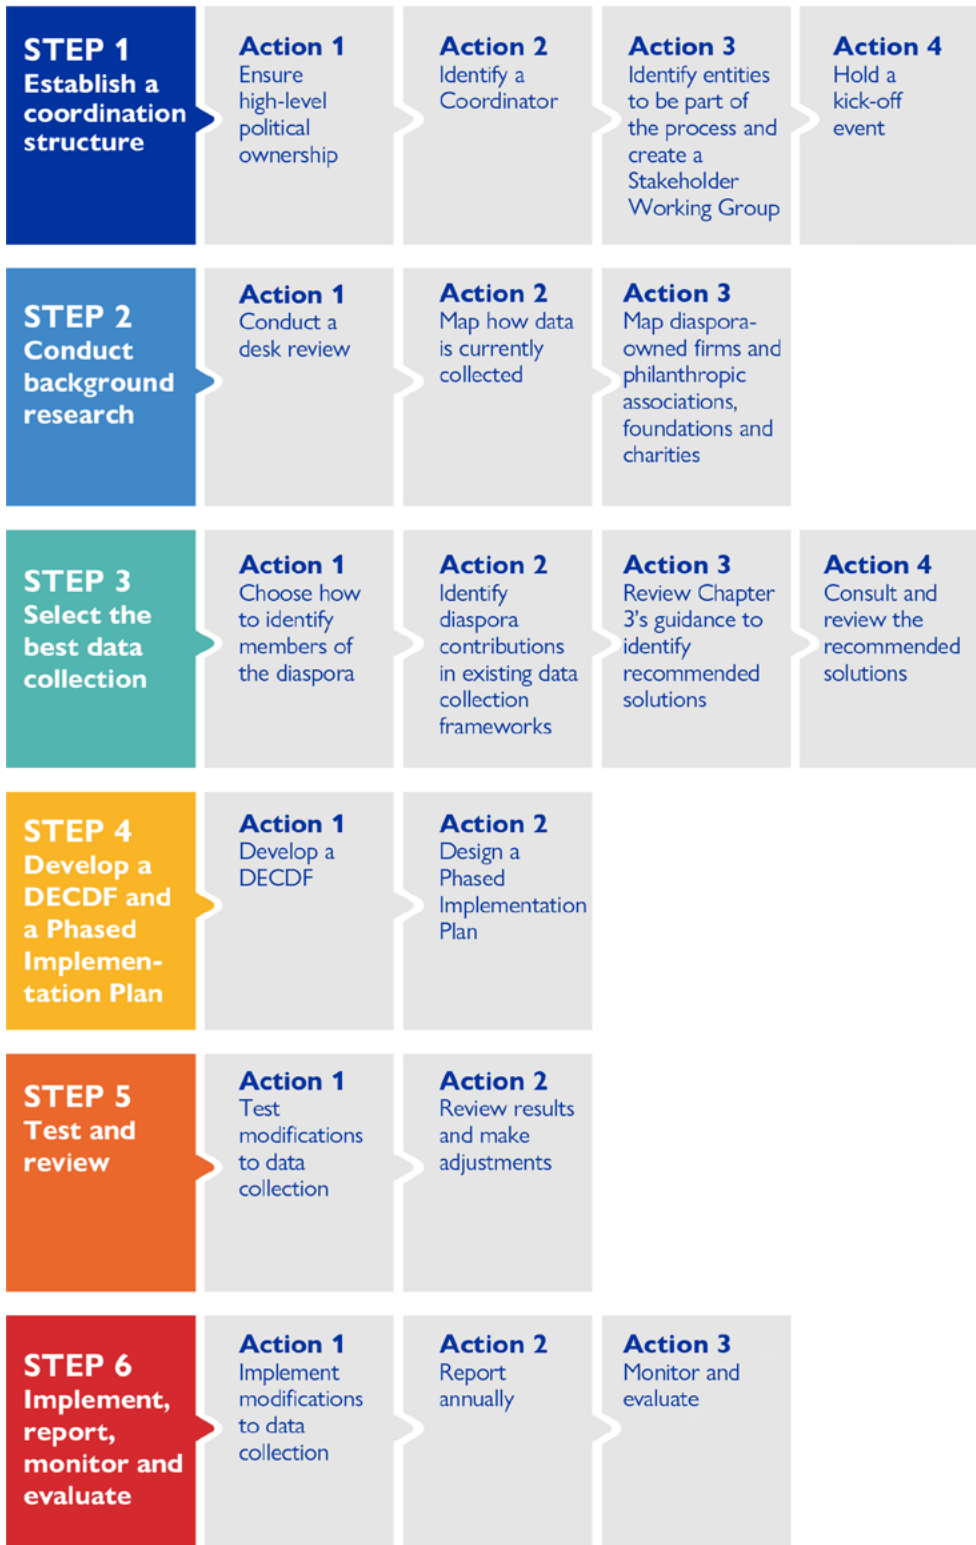 STEP 1
Establish a
coordination
structure
Action 1
Ensure
high-level
political
ownership
Action 2
Identify a
Coordinator
Action 3
Identify entities
to be part of
the process and
create a
Stakeholder
Working Group
Action 4
Hold a
kick-off
event
STEP 2
Conduct
background
research
Action 1
Conduct a
desk review
Action 2
Map how data
is currently
collected
Action 3
Map diaspora-
owned firms and
philanthropic
associations,
foundations and
charities
STEP 3
Select the
best data
collection
Action 1
Choose how
to identify
members of
the diaspora
Action 2
Identify
diaspora
contributions
in existing data
collection
frameworks
Action 3
Review Chapter
3's guidance to
identify
recommended
solutions
Action 4
Consult and
review the
recommended
solutions
STEP 4
Develop a
DECDF and
a Phased
Implemen-
tation Plan
Action 1
Develop a
DECDF
Action 2
Design a
Phased
Implementation
Plan
STEP 5
Test and
review
Action 1
Test
modifications
to data
collection
Action 2
Review results
and make
adjustments
STEP 6
Implement,
report,
monitor and
evaluate
Action 1
Implement
modifications
to data
collection
Action 2
Report
annually
Action 3
Monitor and
evaluate